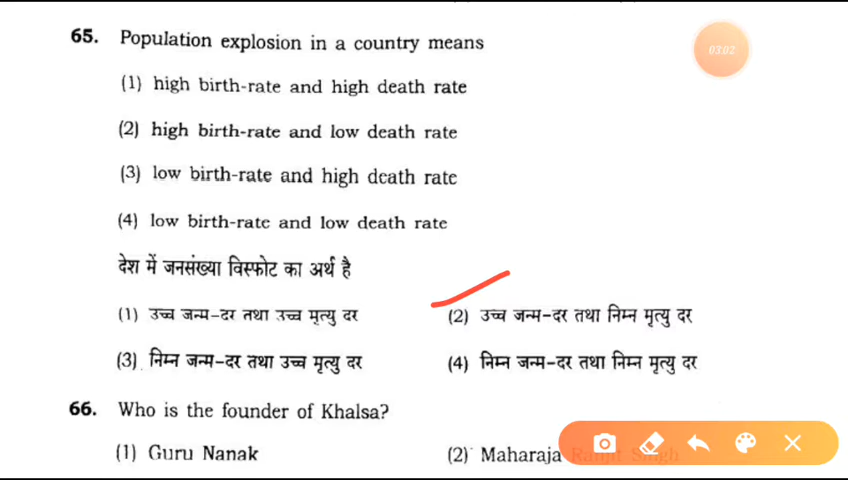 03:02
65. Population explosion in a country means
(1) high birth-rate and high death rate
(2) high birth-rate and low death rate
(3) low birth-rate and high death rate
(4) low birth-rate and low death rate
देश में जनसंख्या विस्फोट का अर्थ है
(1) उच्च जन्म-दर तथा उच्च मृत्यु दर (2) उच्च जन्म-दर तथा निम्न मृत्यु दर
(3) निम्न जन्म-दर तथा उच्च मृत्यु दर (4) निम्न जन्म-दर तथा निम्न मृत्यु दर
66. Who is the founder of Khalsa?
(1) Guru Nanak (2) Maharaja Ranjit Singh